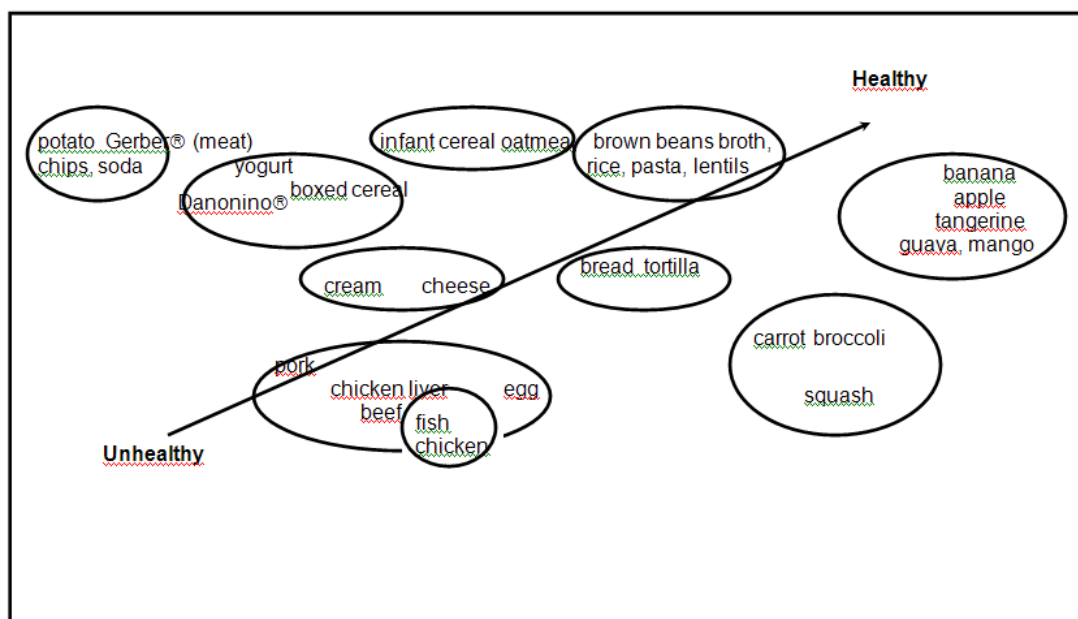 Healthy
potato Gerber® (meat)
chips, soda
yogurt
boxed cereal
Danonino®
infant cereal oatmeal
brown beans broth,
rice, pasta, lentils
banana
apple
tangerine
guava, mango
cream cheese
bread tortilla
carrot broccoli
squash
pork
chicken liver
egg
beef
fish
chicken
Unhealthy